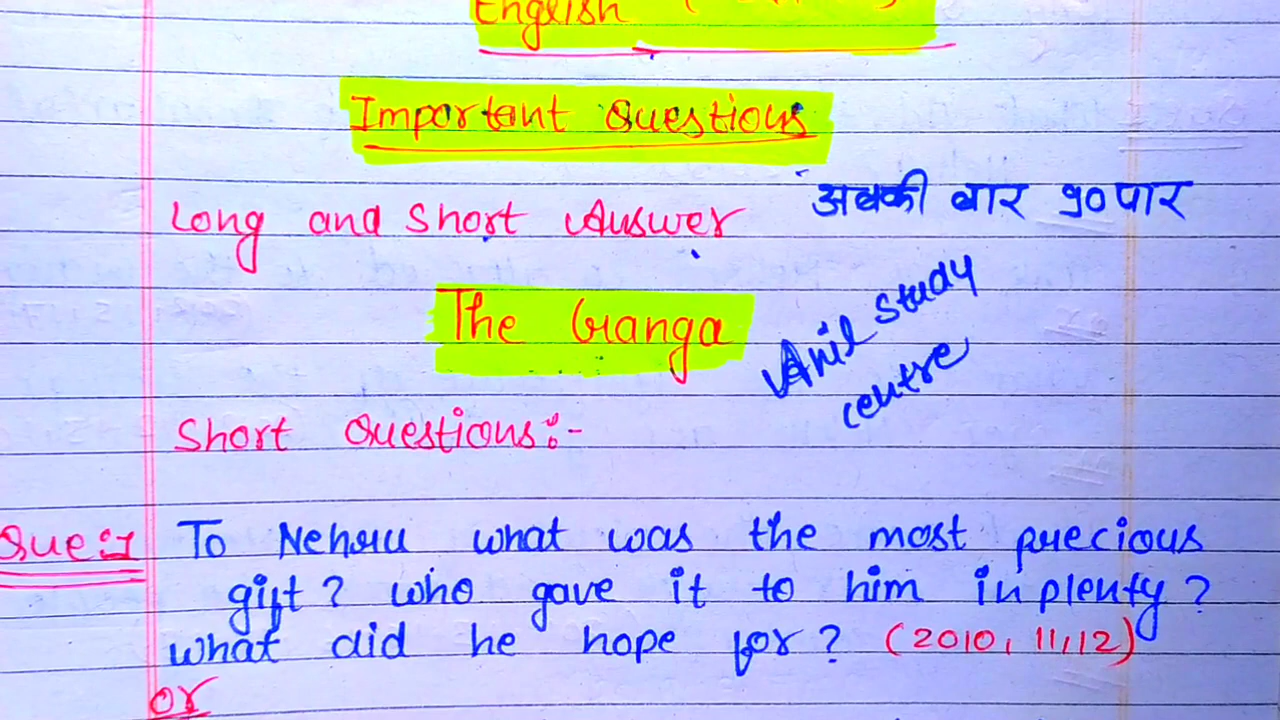 English (
Important Questions
Long and Short Answer
अबकी बार 90 पार
The Ganga
Anil Study
centre
Short Questions:-
Que:1 To Nehru what was the most precious
gift? who gave it to him in plenty?
what did he hope for? (2010, 11,12)
or